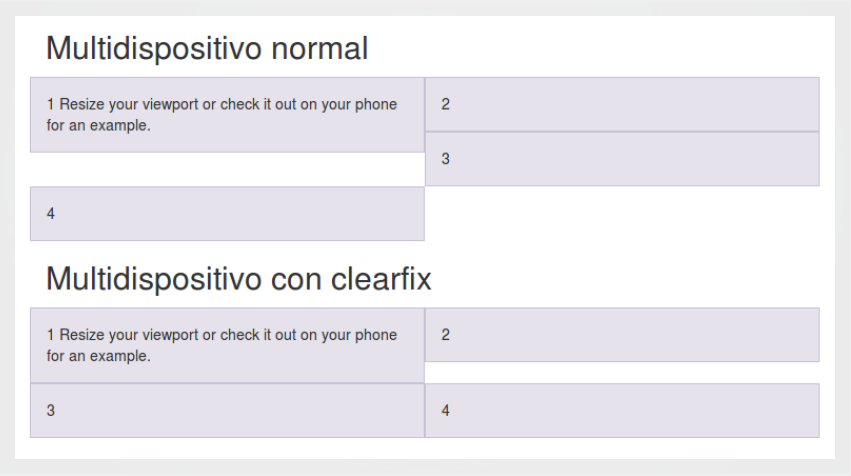 Multidispositivo normal
1 Resize your viewport or check it out on your phone
for an example.
2
3
4
Multidispositivo con clearfix
1 Resize your viewport or check it out on your phone
for an example.
2
3
4